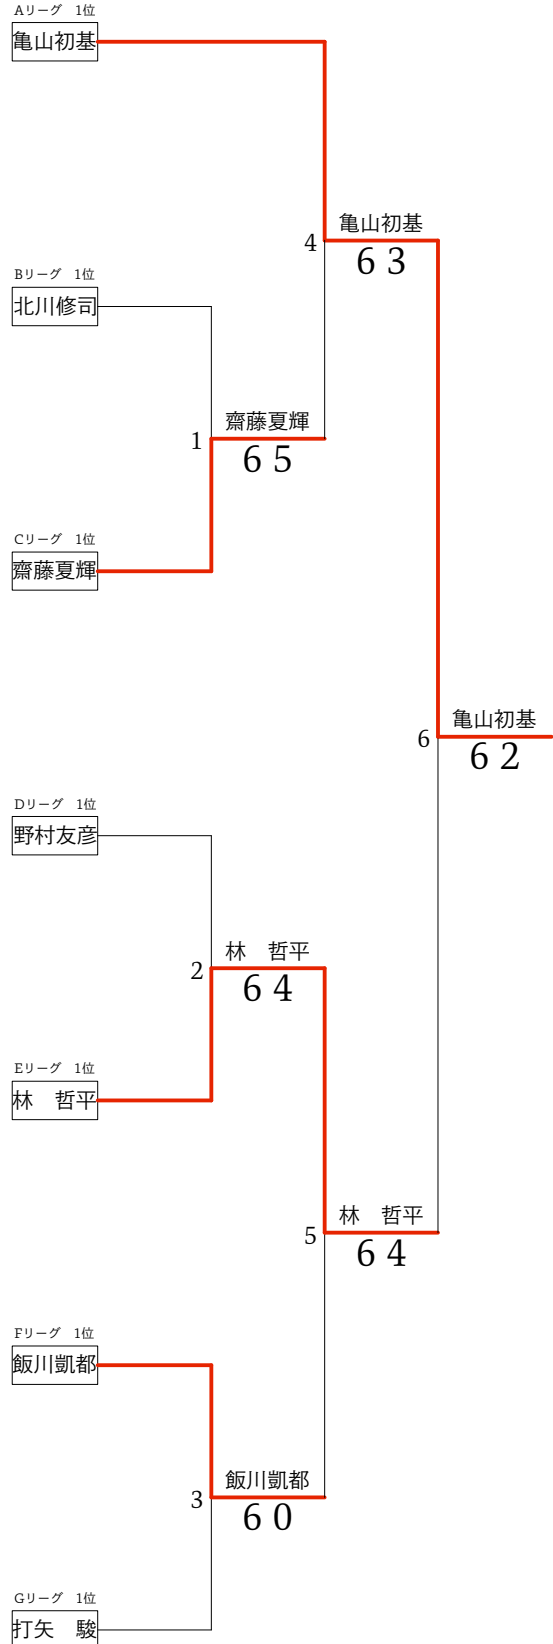 Aリーグ 1位
亀山初基
亀山初基
4
6 3
Bリーグ 1位
北川修司
齋藤夏輝
1
6 5
Cリーグ 1位
齋藤夏輝
亀山初基
6
6 2
Dリーグ 1位
野村友彦
林　哲平
2
6 4
Eリーグ 1位
林　哲平
林　哲平
5
6 4
Fリーグ 1位
飯川凱都
飯川凱都
3
6 0
Gリーグ 1位
打矢　駿